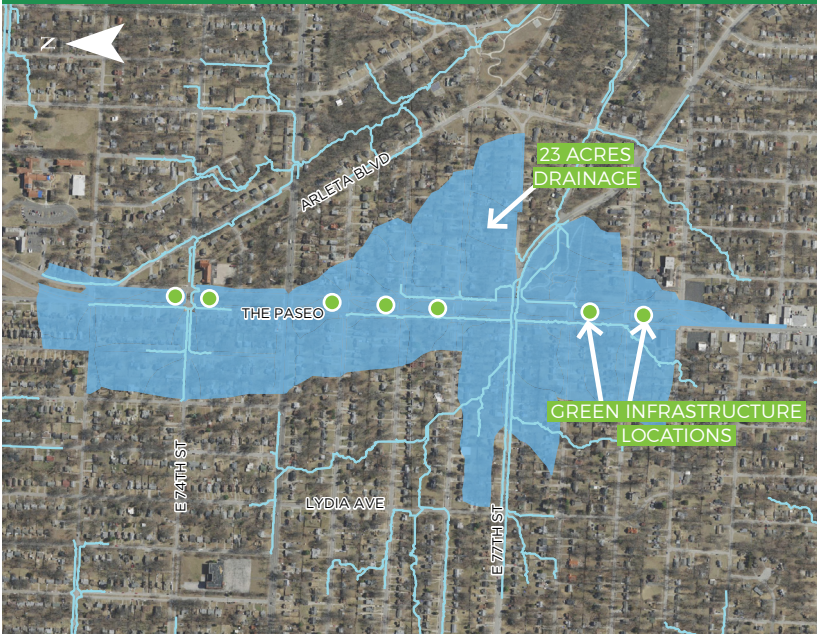 N
23 ACRES
DRAINAGE
ARLETA BLVD
THE PASEO
GREEN INFRASTRUCTURE
LOCATIONS
E 74TH ST
LYDIA AVE
E 77TH ST